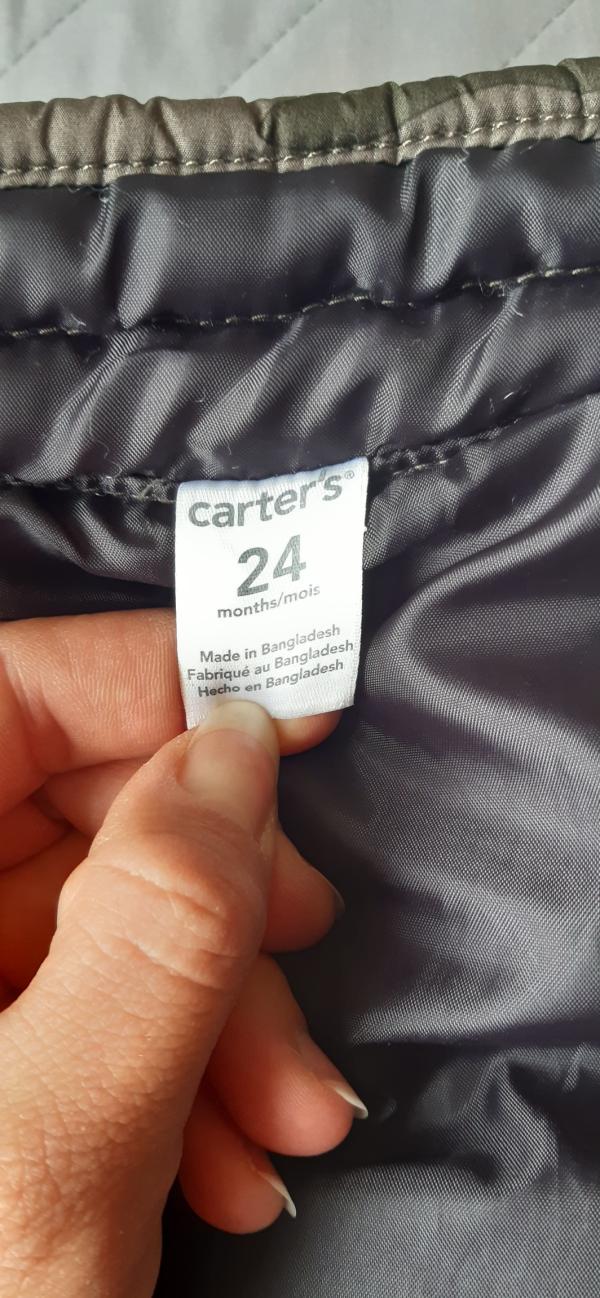 carter's®
24
months/mois
Made in Bangladesh
Fabriqué au Bangladesh
Hecho en Bangladesh